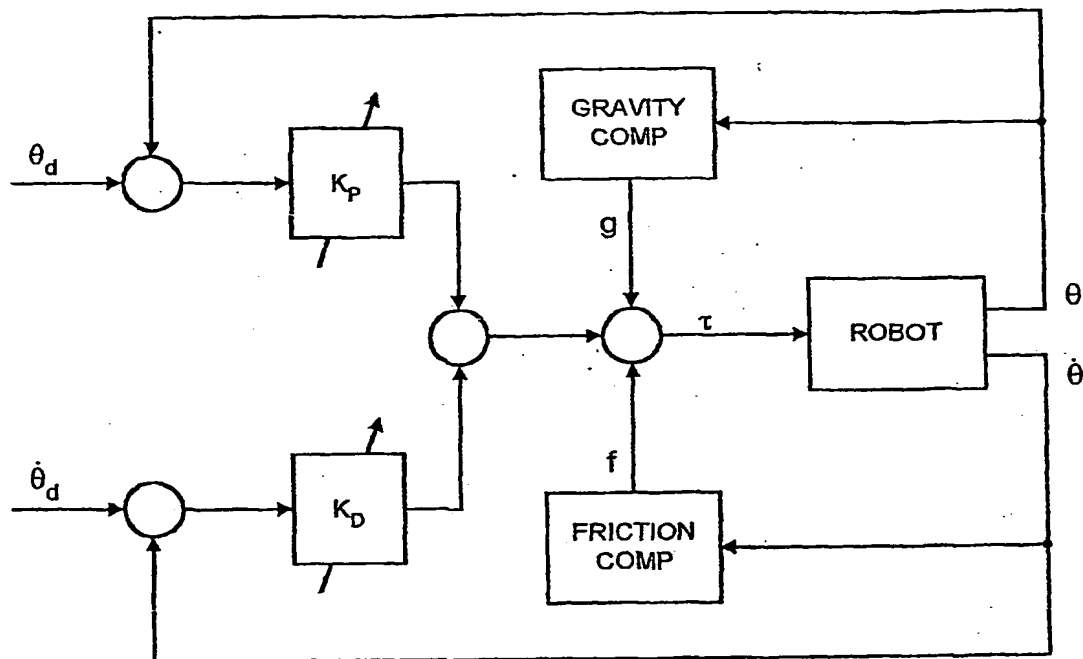 GRAVITY
COMP
θd
KP
g
θ
τ
ROBOT
θ̇
f
θ̇d
KD
FRICTION
COMP